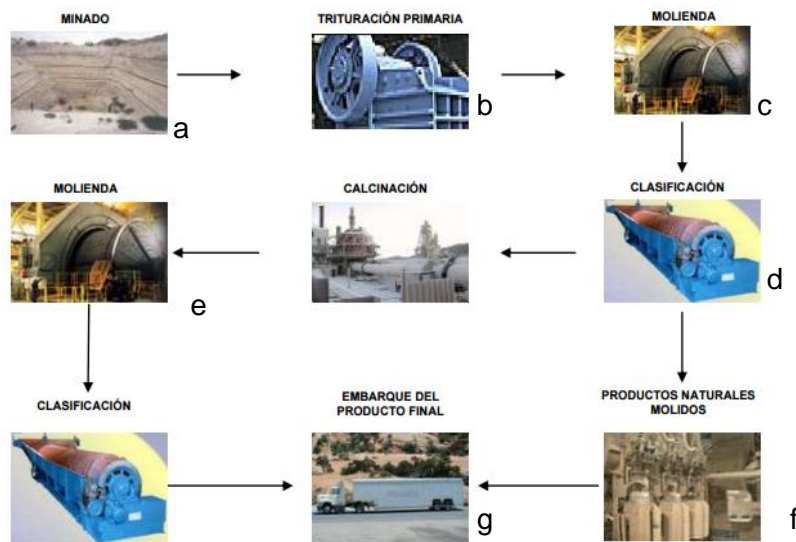 MINADO
TRITURACIÓN PRIMARIA
MOLIENDA
a
b
c
MOLIENDA
CALCINACIÓN
CLASIFICACIÓN
e
d
CLASIFICACIÓN
EMBARQUE DEL
PRODUCTO FINAL
PRODUCTOS NATURALES
MOLIDOS
g
f